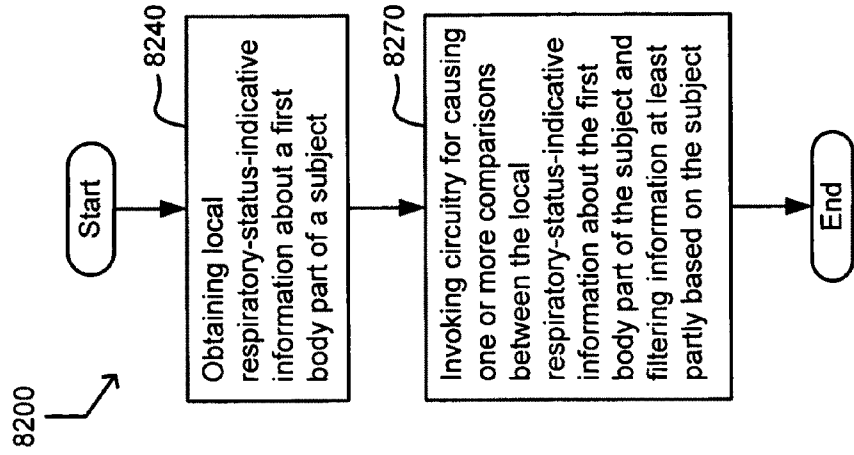 8200
Start
8240
Obtaining local
respiratory-status-indicative
information about a first
body part of a subject
8270
Invoking circuitry for causing
one or more comparisons
between the local
respiratory-status-indicative
information about the first
body part of the subject and
filtering information at least
partly based on the subject
End